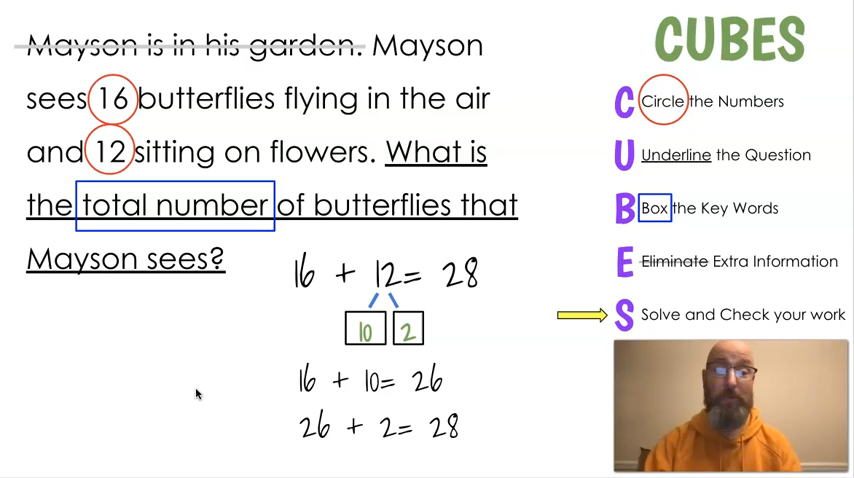 Mayson is in his garden. Mayson
sees 16 butterflies flying in the air
and 12 sitting on flowers. What is
the total number of butterflies that
Mayson sees?
16 + 12 = 28
10 2
16 + 10 = 26
26 + 2 = 28
CUBES
C Circle the Numbers
U Underline the Question
B Box the Key Words
E Eliminate Extra Information
S Solve and Check your work